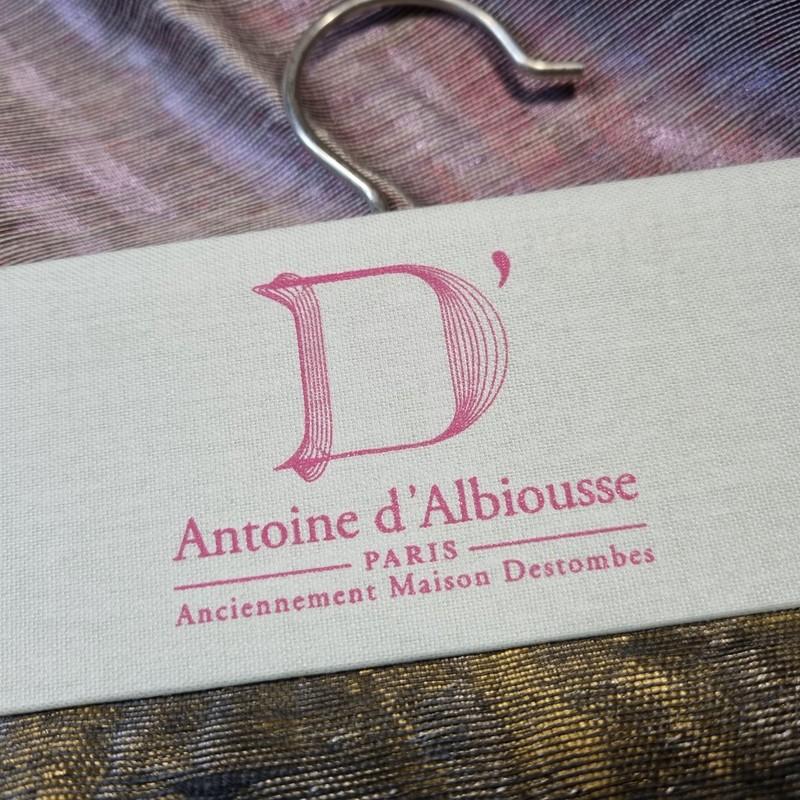 D’
Antoine d’Albiousse
PARIS
Anciennement Maison Destombes